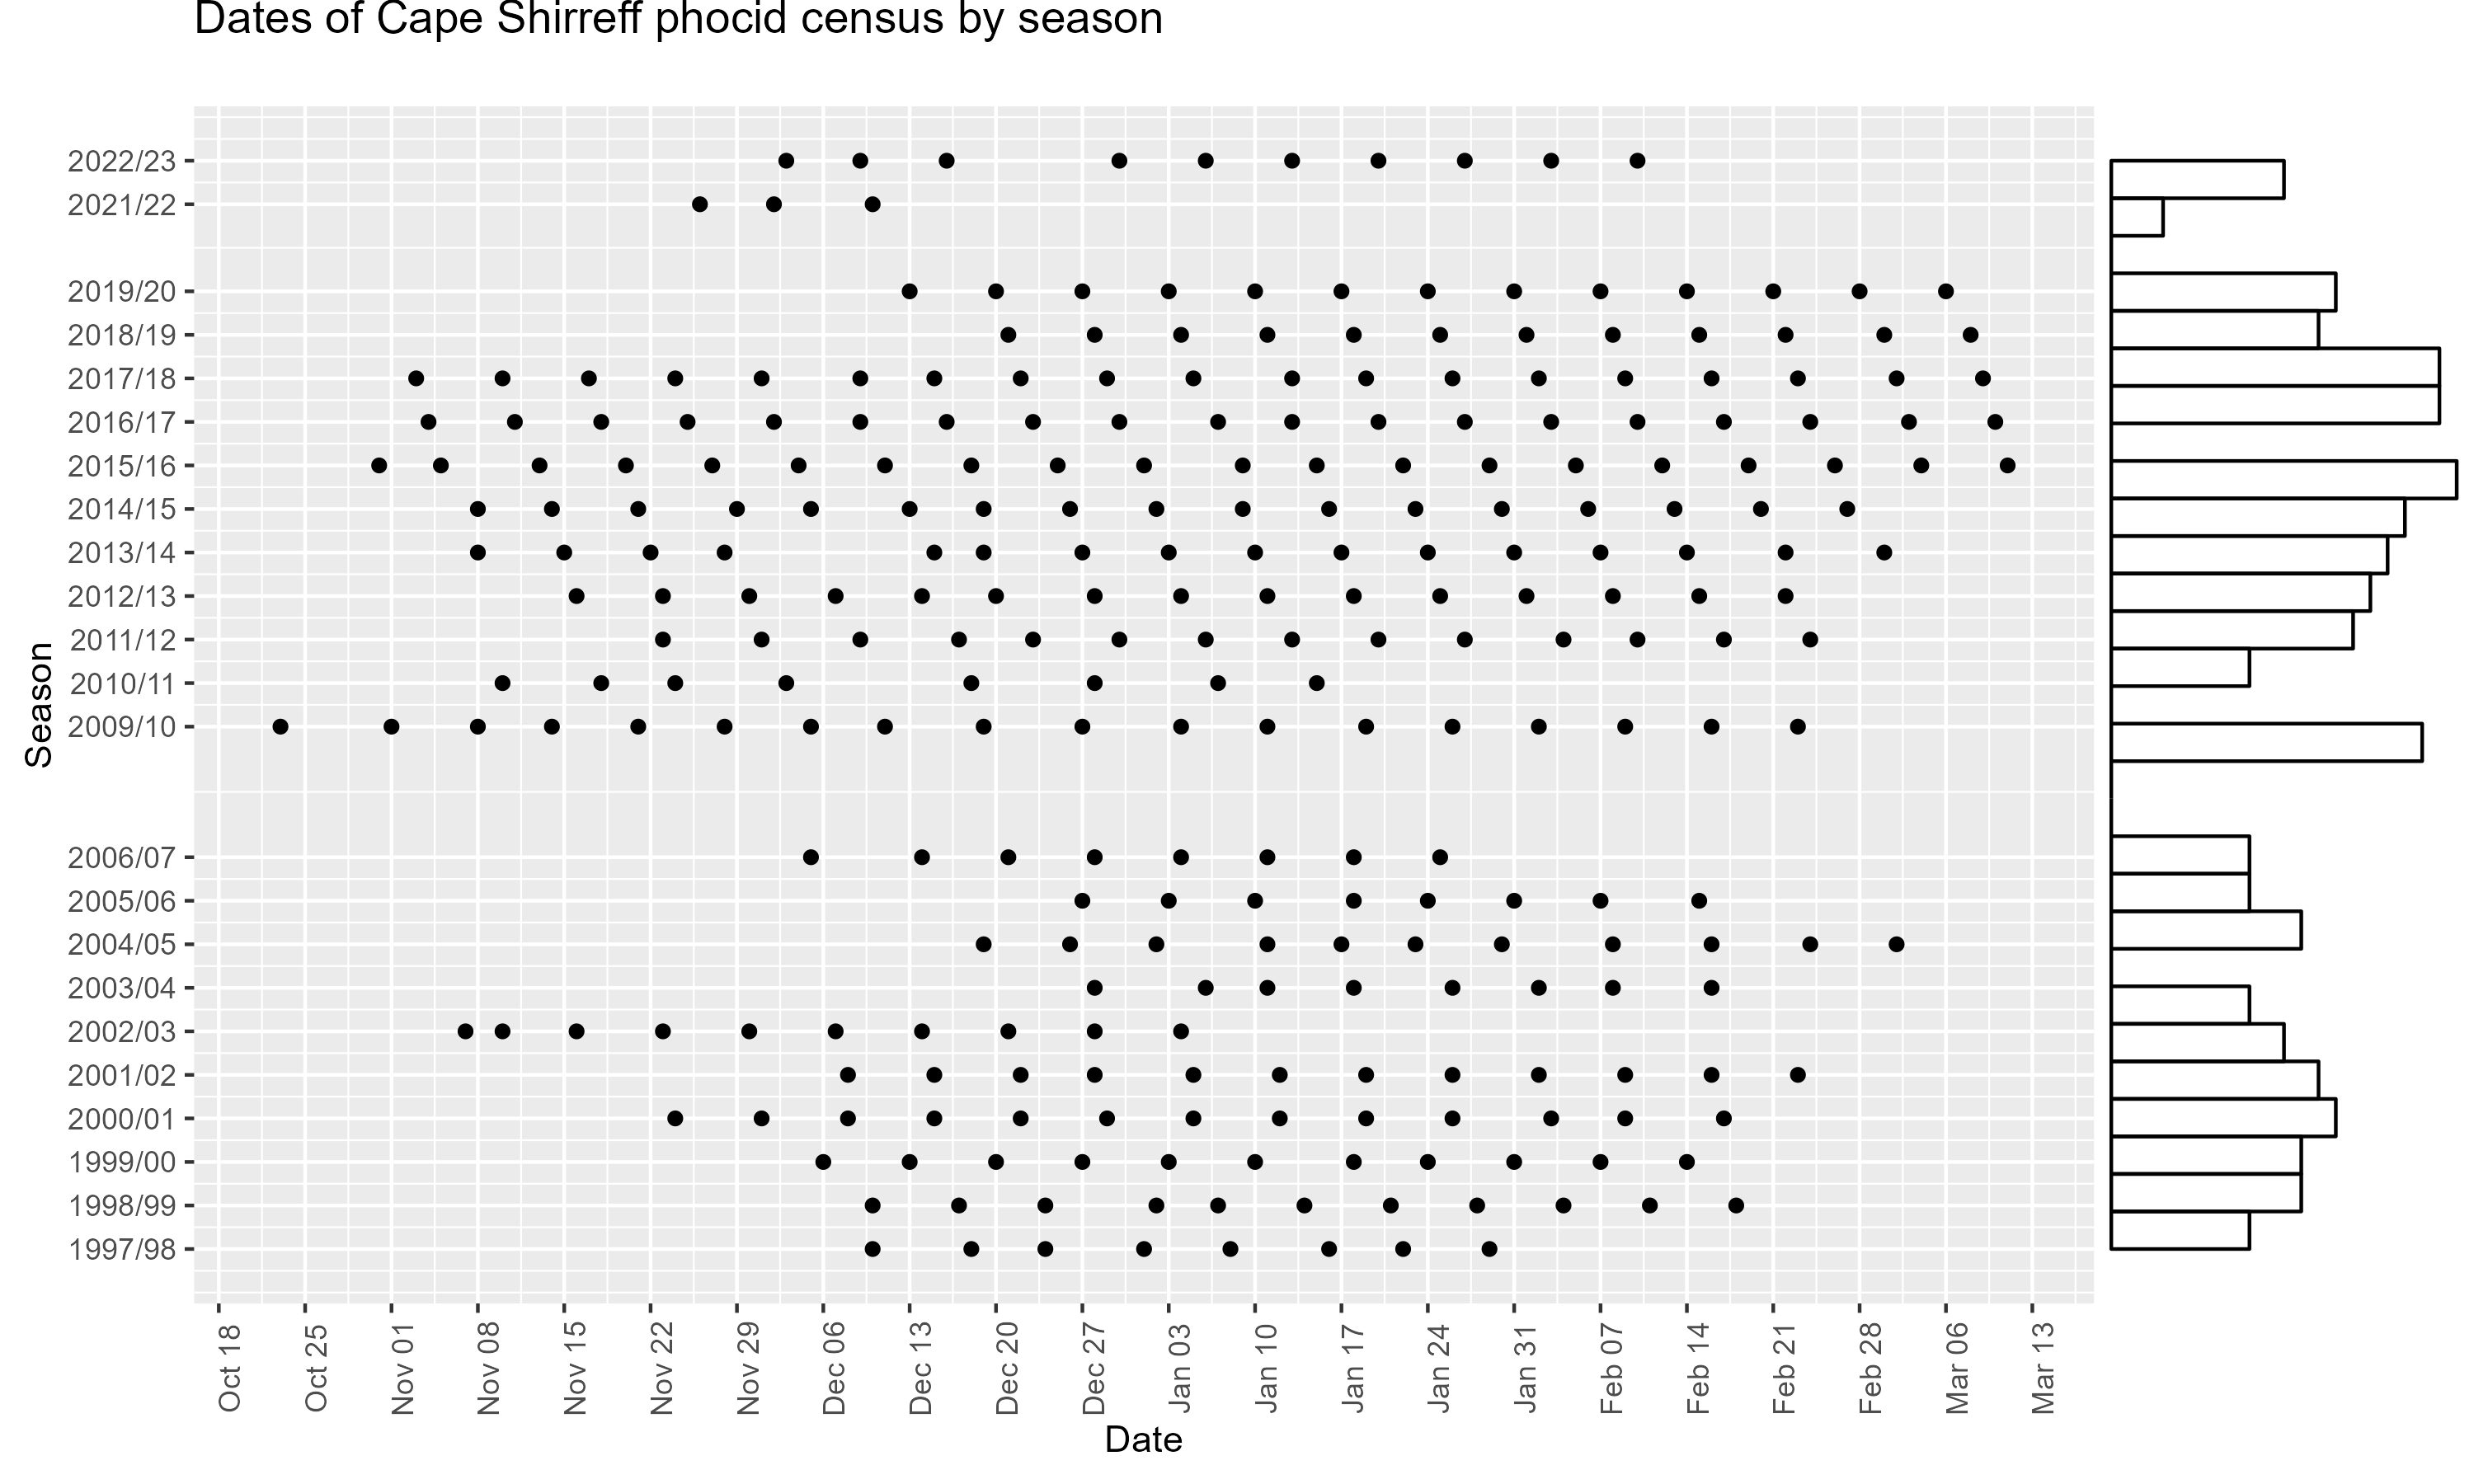 Dates of Cape Shirreff phocid census by season
2022/23
2021/22
2019/20
2018/19
2017/18
2016/17
2015/16
2014/15
2013/14
2012/13
2011/12
2010/11
2009/10
2006/07
2005/06
2004/05
2003/04
2002/03
2001/02
2000/01
1999/00
1998/99
1997/98
Season
Oct 18
Oct 25
Nov 01
Nov 08
Nov 15
Nov 22
Nov 29
Dec 06
Dec 13
Dec 20
Dec 27
Jan 03
Jan 10
Jan 17
Jan 24
Jan 31
Feb 07
Feb 14
Feb 21
Feb 28
Mar 06
Mar 13
Date